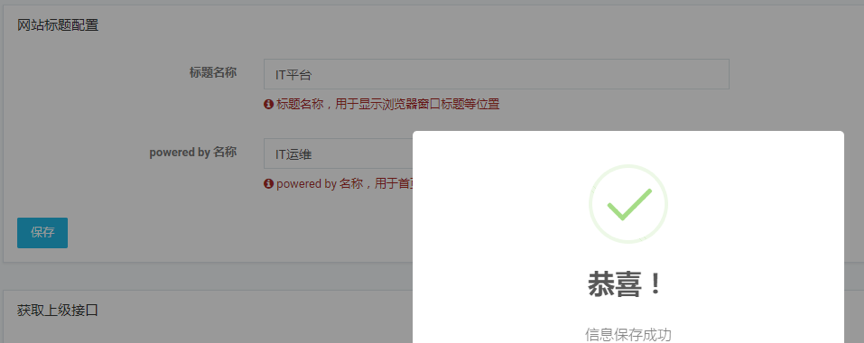 网站标题配置
标题名称
IT平台
标题名称，用于显示浏览器窗口标题等位置
powered by 名称
IT运维
powered by 名称，用于首
保存
恭喜！
信息保存成功
获取上级接口